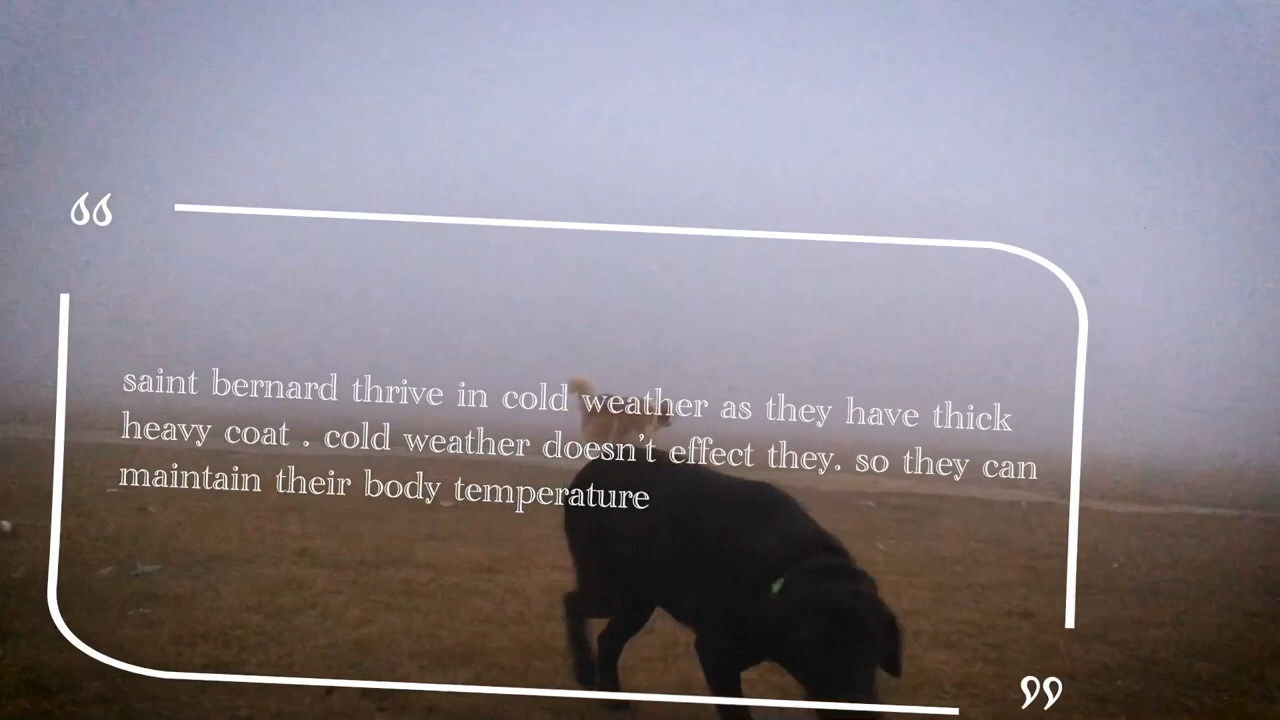 “
saint bernard thrive in cold weather as they have thick
heavy coat . cold weather doesn't effect they. so they can
maintain their body temperature
”